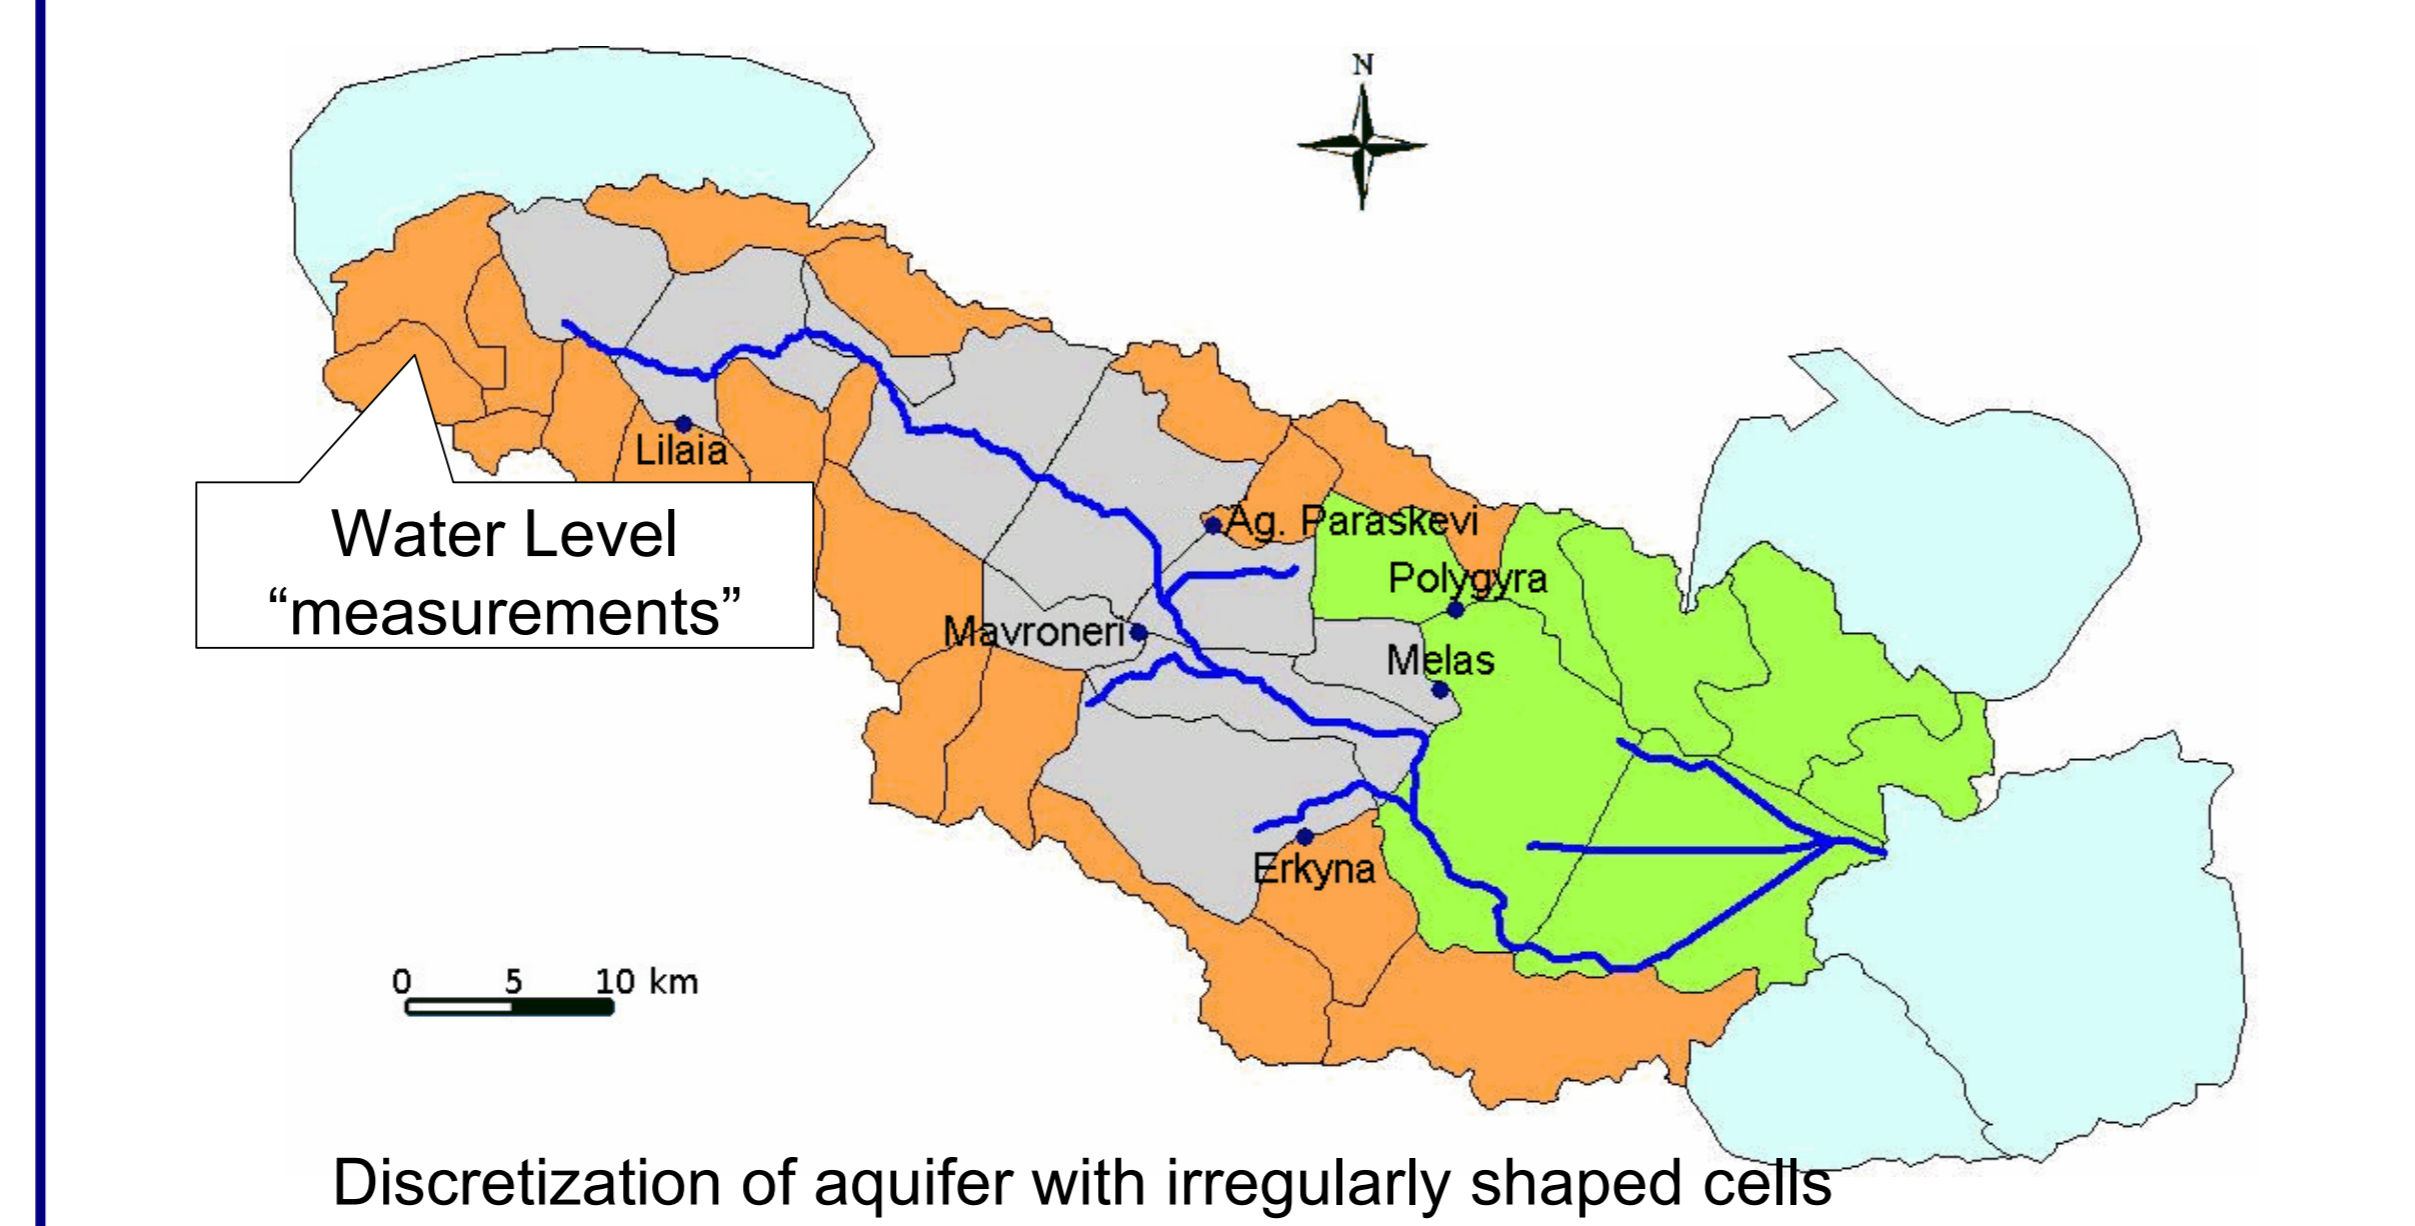 N
Lilaia
Water Level
“measurements”
Ag. Paraskevi
Polygyra
Mavroneri
Melas
Erkyna
0 5 10 km
Discretization of aquifer with irregularly shaped cells